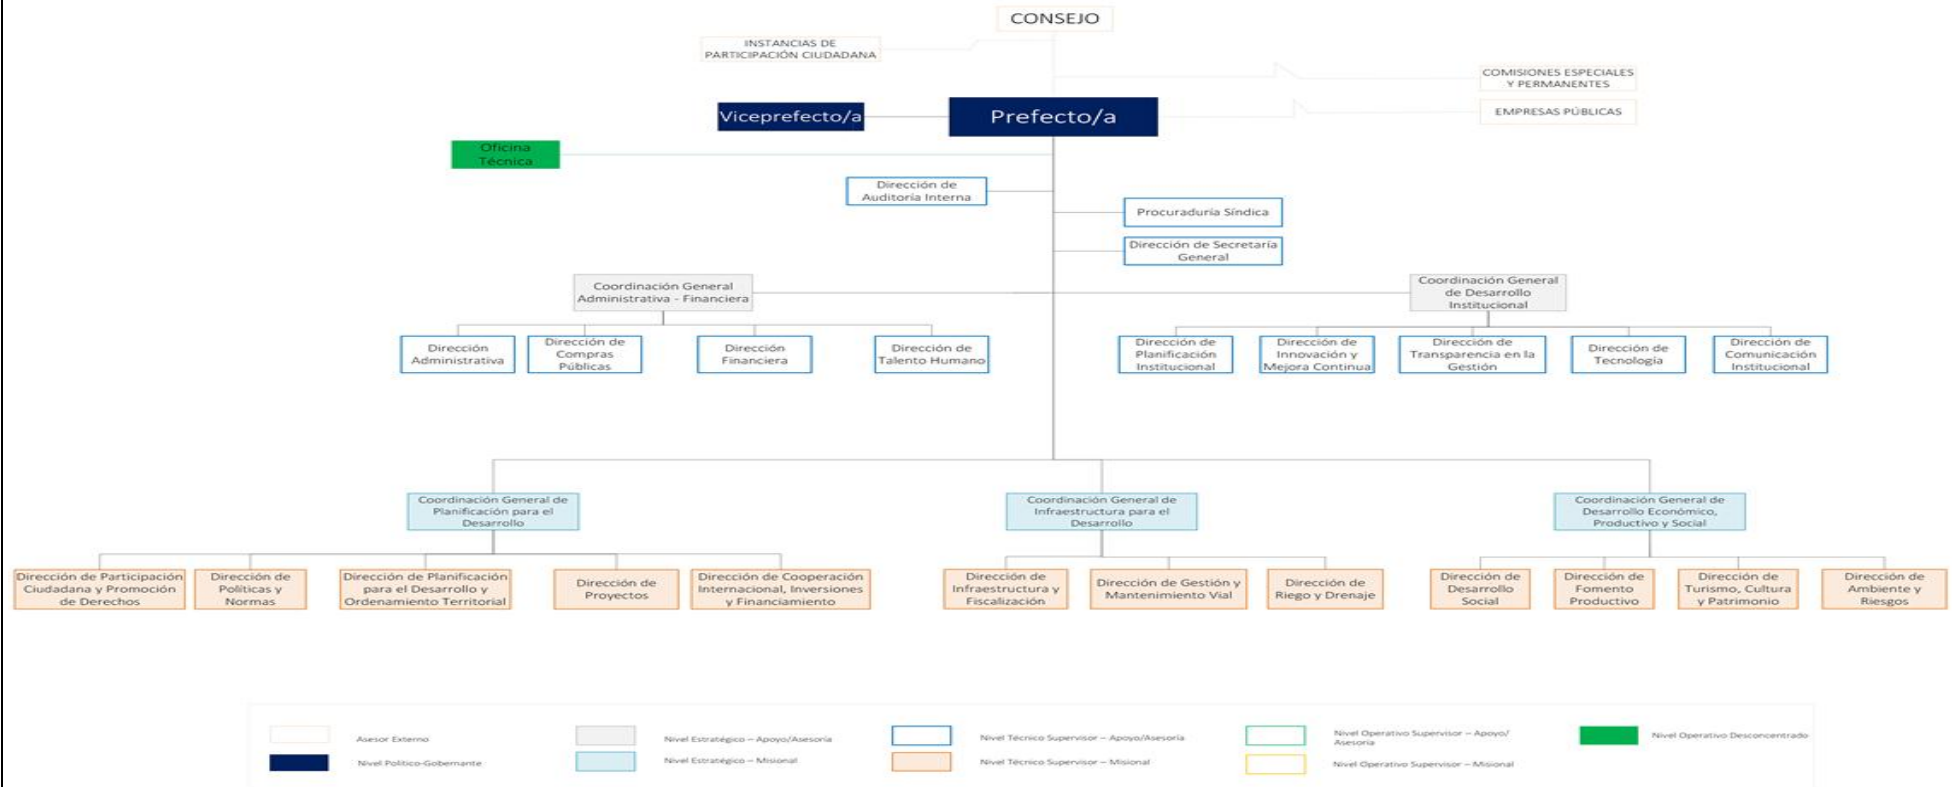 CONSEJO
INSTANCIAS DE
PARTICIPACIÓN CIUDADANA
COMISIONES ESPECIALES
Y PERMANENTES
EMPRESAS PÚBLICAS
Viceprefecto/a
Prefecto/a
Oficina
Técnica
Dirección de
Auditoría Interna
Procuraduría Síndica
Dirección de Secretaría
General
Coordinación General
Administrativa - Financiera
Coordinación General
de Desarrollo
Institucional
Dirección
Administrativa
Dirección de
Compras
Públicas
Dirección
Financiera
Dirección de
Talento Humano
Dirección de
Planificación
Institucional
Dirección de
Innovación y
Mejora Continua
Dirección de
Transparencia en la
Gestión
Dirección de
Tecnología
Dirección de
Comunicación
Institucional
Coordinación General de
Planificación para el
Desarrollo
Coordinación General de
Infraestructura para el
Desarrollo
Coordinación General de
Desarrollo Económico,
Productivo y Social
Dirección de Participación
Ciudadana y Promoción
de Derechos
Dirección de
Políticas y
Normas
Dirección de Planificación
para el Desarrollo y
Ordenamiento Territorial
Dirección de
Proyectos
Dirección de Cooperación
Internacional, Inversiones
y Financiamiento
Dirección de
Infraestructura y
Fiscalización
Dirección de Gestión y
Mantenimiento Vial
Dirección de
Riego y Drenaje
Dirección de
Desarrollo
Social
Dirección de
Fomento
Productivo
Dirección de
Turismo, Cultura
y Patrimonio
Dirección de
Ambiente y
Riesgos
Asesor Externo
Nivel Político-Gobernante
Nivel Estratégico – Apoyo/Asesoría
Nivel Estratégico – Misional
Nivel Técnico Supervisor – Apoyo/Asesoría
Nivel Técnico Supervisor – Misional
Nivel Operativo Supervisor – Apoyo/
Asesoría
Nivel Operativo Supervisor – Misional
Nivel Operativo Desconcentrado